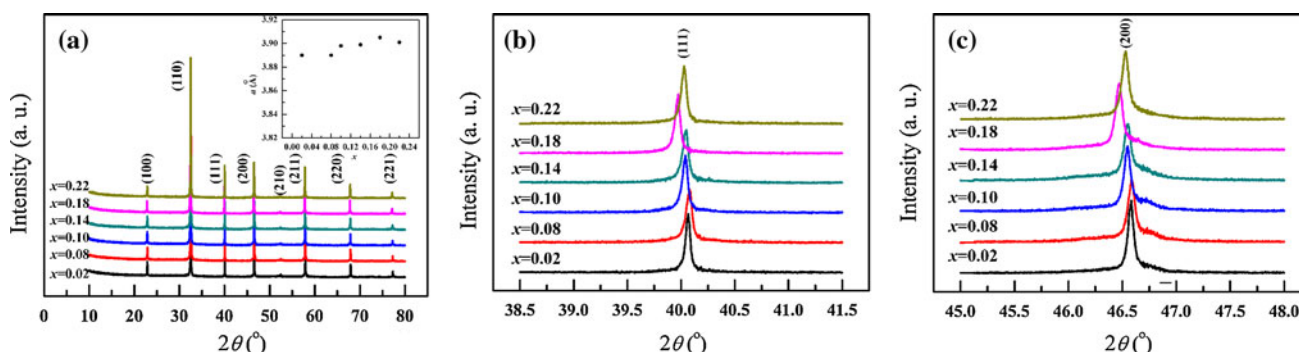 (a)
Intensity (a. u.)
(100)
(110)
(111)
(200)
(210)
(211)
(220)
(221)
x=0.22
x=0.18
x=0.14
x=0.10
x=0.08
x=0.02
0 10 20 30 40 50 60 70 80
2θ (°)
a (Å)
3.95
3.90
3.86
3.82
0.00 0.04 0.08 0.12 0.16 0.20 0.24
x
(b)
Intensity (a. u.)
(111)
x=0.22
x=0.18
x=0.14
x=0.10
x=0.08
x=0.02
38.5 39.0 39.5 40.0 40.5 41.0 41.5
2θ (°)
(c)
Intensity (a. u.)
(200)
x=0.22
x=0.18
x=0.14
x=0.10
x=0.08
x=0.02
45.0 45.5 46.0 46.5 47.0 47.5 48.0
2θ (°)